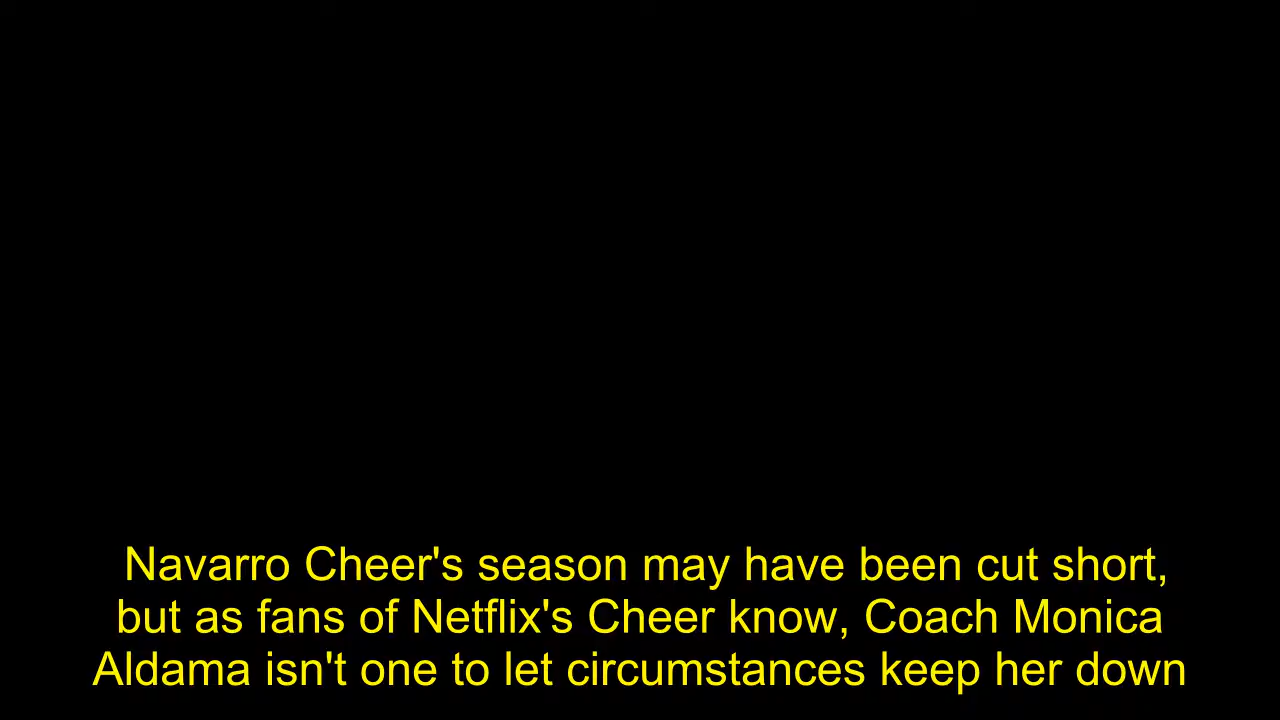 Navarro Cheer's season may have been cut short,
but as fans of Netflix's Cheer know, Coach Monica
Aldama isn't one to let circumstances keep her down